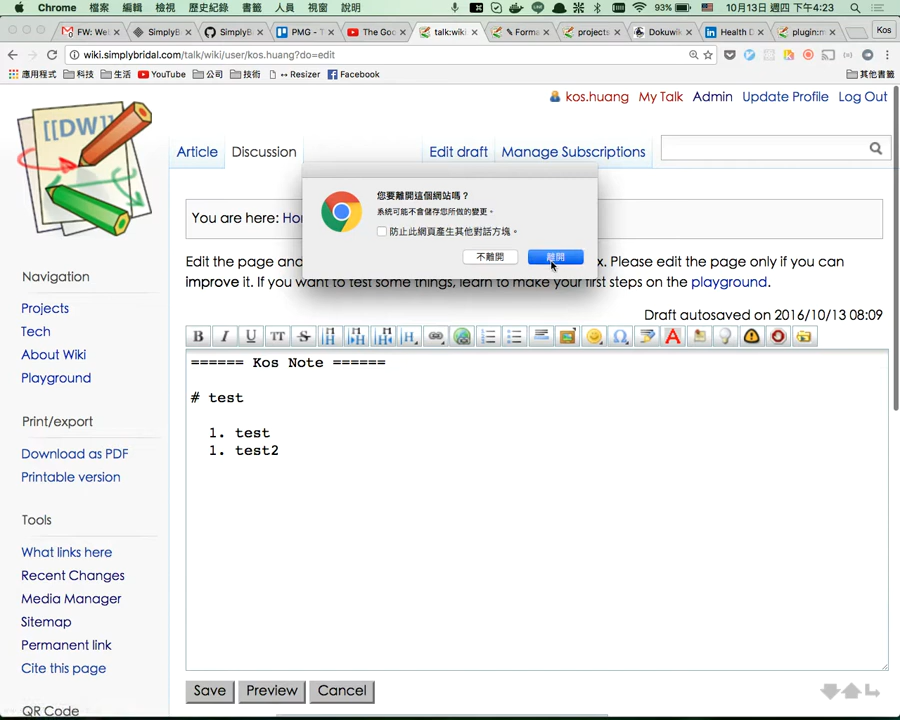 Chrome 檔案 編輯 檢視 歷史紀錄 書籤 人員 視窗 說明 93% 10月13日 週四 下午4:23
FW: Wel SimplyB SimplyB PMG - T The Go talk:wiki Forma projects Dokuwi Health D plugin:m Kos
wiki.simplybridal.com/talk/wiki/user/kos.huang?do=edit
應用程式 科技 生活 YouTube 公司 技術 ↔ Resizer Facebook 其他書籤
kos.huang My Talk Admin Update Profile Log Out
[[DW]]
Article Discussion Edit draft Manage Subscriptions
您要離開這個網站嗎？
系統可能不會儲存您所做的變更。
防止此網頁產生其他對話方塊。
不離開 離開
You are here: Ho
Edit the page and x. Please edit the page only if you can
improve it. If you want to test some things, learn to make your first steps on the playground.
Draft autosaved on 2016/10/13 08:09
B I U TT S H H H H
====== Kos Note ======
# test
1. test
1. test2
Save Preview Cancel
Navigation
Projects
Tech
About Wiki
Playground
Print/export
Download as PDF
Printable version
Tools
What links here
Recent Changes
Media Manager
Sitemap
Permanent link
Cite this page
QR Code